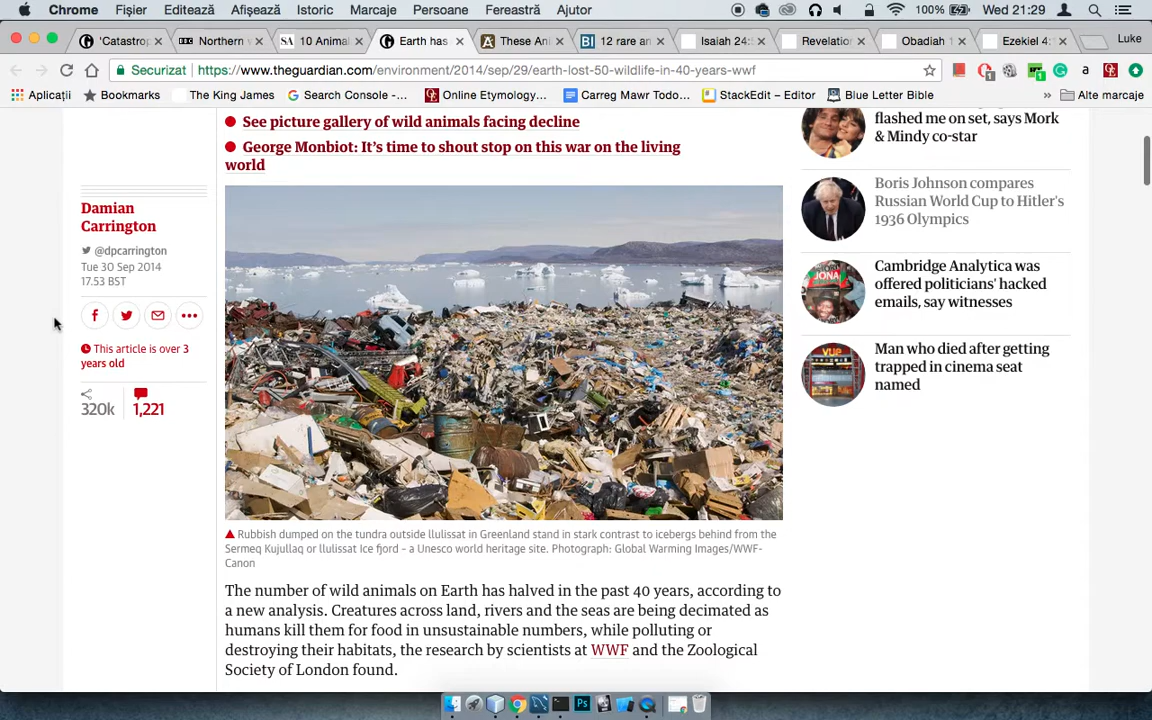 Chrome Fișier Editează Afișează Istoric Marcaje Persoane Fereastră Ajutor 100% Wed 21:29
'Catastrop Northern 10 Animal Earth has These Ani 12 rare an Isaiah 24: Revelation Obadiah 1 Ezekiel 4: Luke
Securizat https://www.theguardian.com/environment/2014/sep/29/earth-lost-50-wildlife-in-40-years-wwf
Aplicații Bookmarks The King James Search Console -... Online Etymology... Carreg Mawr Todo... StackEdit – Editor Blue Letter Bible » Alte marcaje
See picture gallery of wild animals facing decline
George Monbiot: It's time to shout stop on this war on the living
world
Damian
Carrington
@dpcarrington
Tue 30 Sep 2014
17.53 BST
This article is over 3
years old
320k 1,221
Rubbish dumped on the tundra outside llulissat in Greenland stand in stark contrast to icebergs behind from the
Sermeq Kujullaq or llulissat Ice fjord – a Unesco world heritage site. Photograph: Global Warming Images/WWF-
Canon
The number of wild animals on Earth has halved in the past 40 years, according to
a new analysis. Creatures across land, rivers and the seas are being decimated as
humans kill them for food in unsustainable numbers, while polluting or
destroying their habitats, the research by scientists at WWF and the Zoological
Society of London found.
flashed me on set, says Mork
& Mindy co-star
Boris Johnson compares
Russian World Cup to Hitler's
1936 Olympics
Cambridge Analytica was
offered politicians' hacked
emails, say witnesses
Man who died after getting
trapped in cinema seat
named